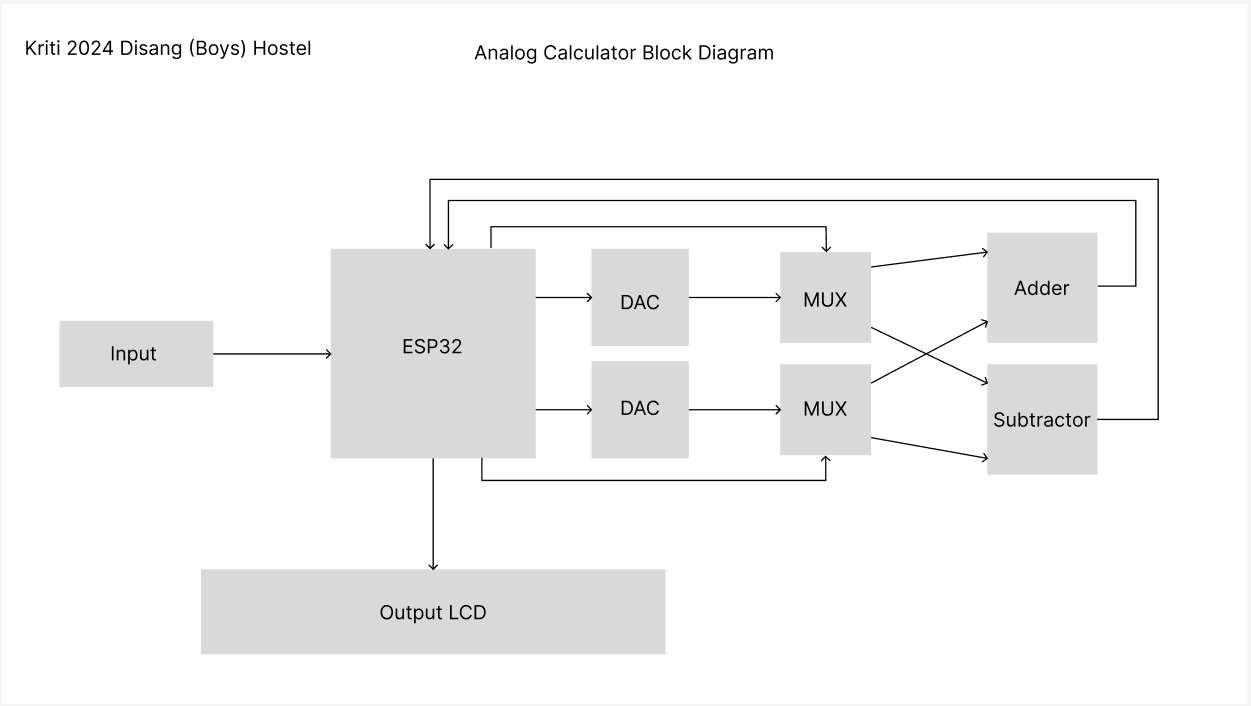 Kriti 2024 Disang (Boys) Hostel
Analog Calculator Block Diagram
Input
ESP32
DAC
DAC
MUX
MUX
Adder
Subtractor
Output LCD